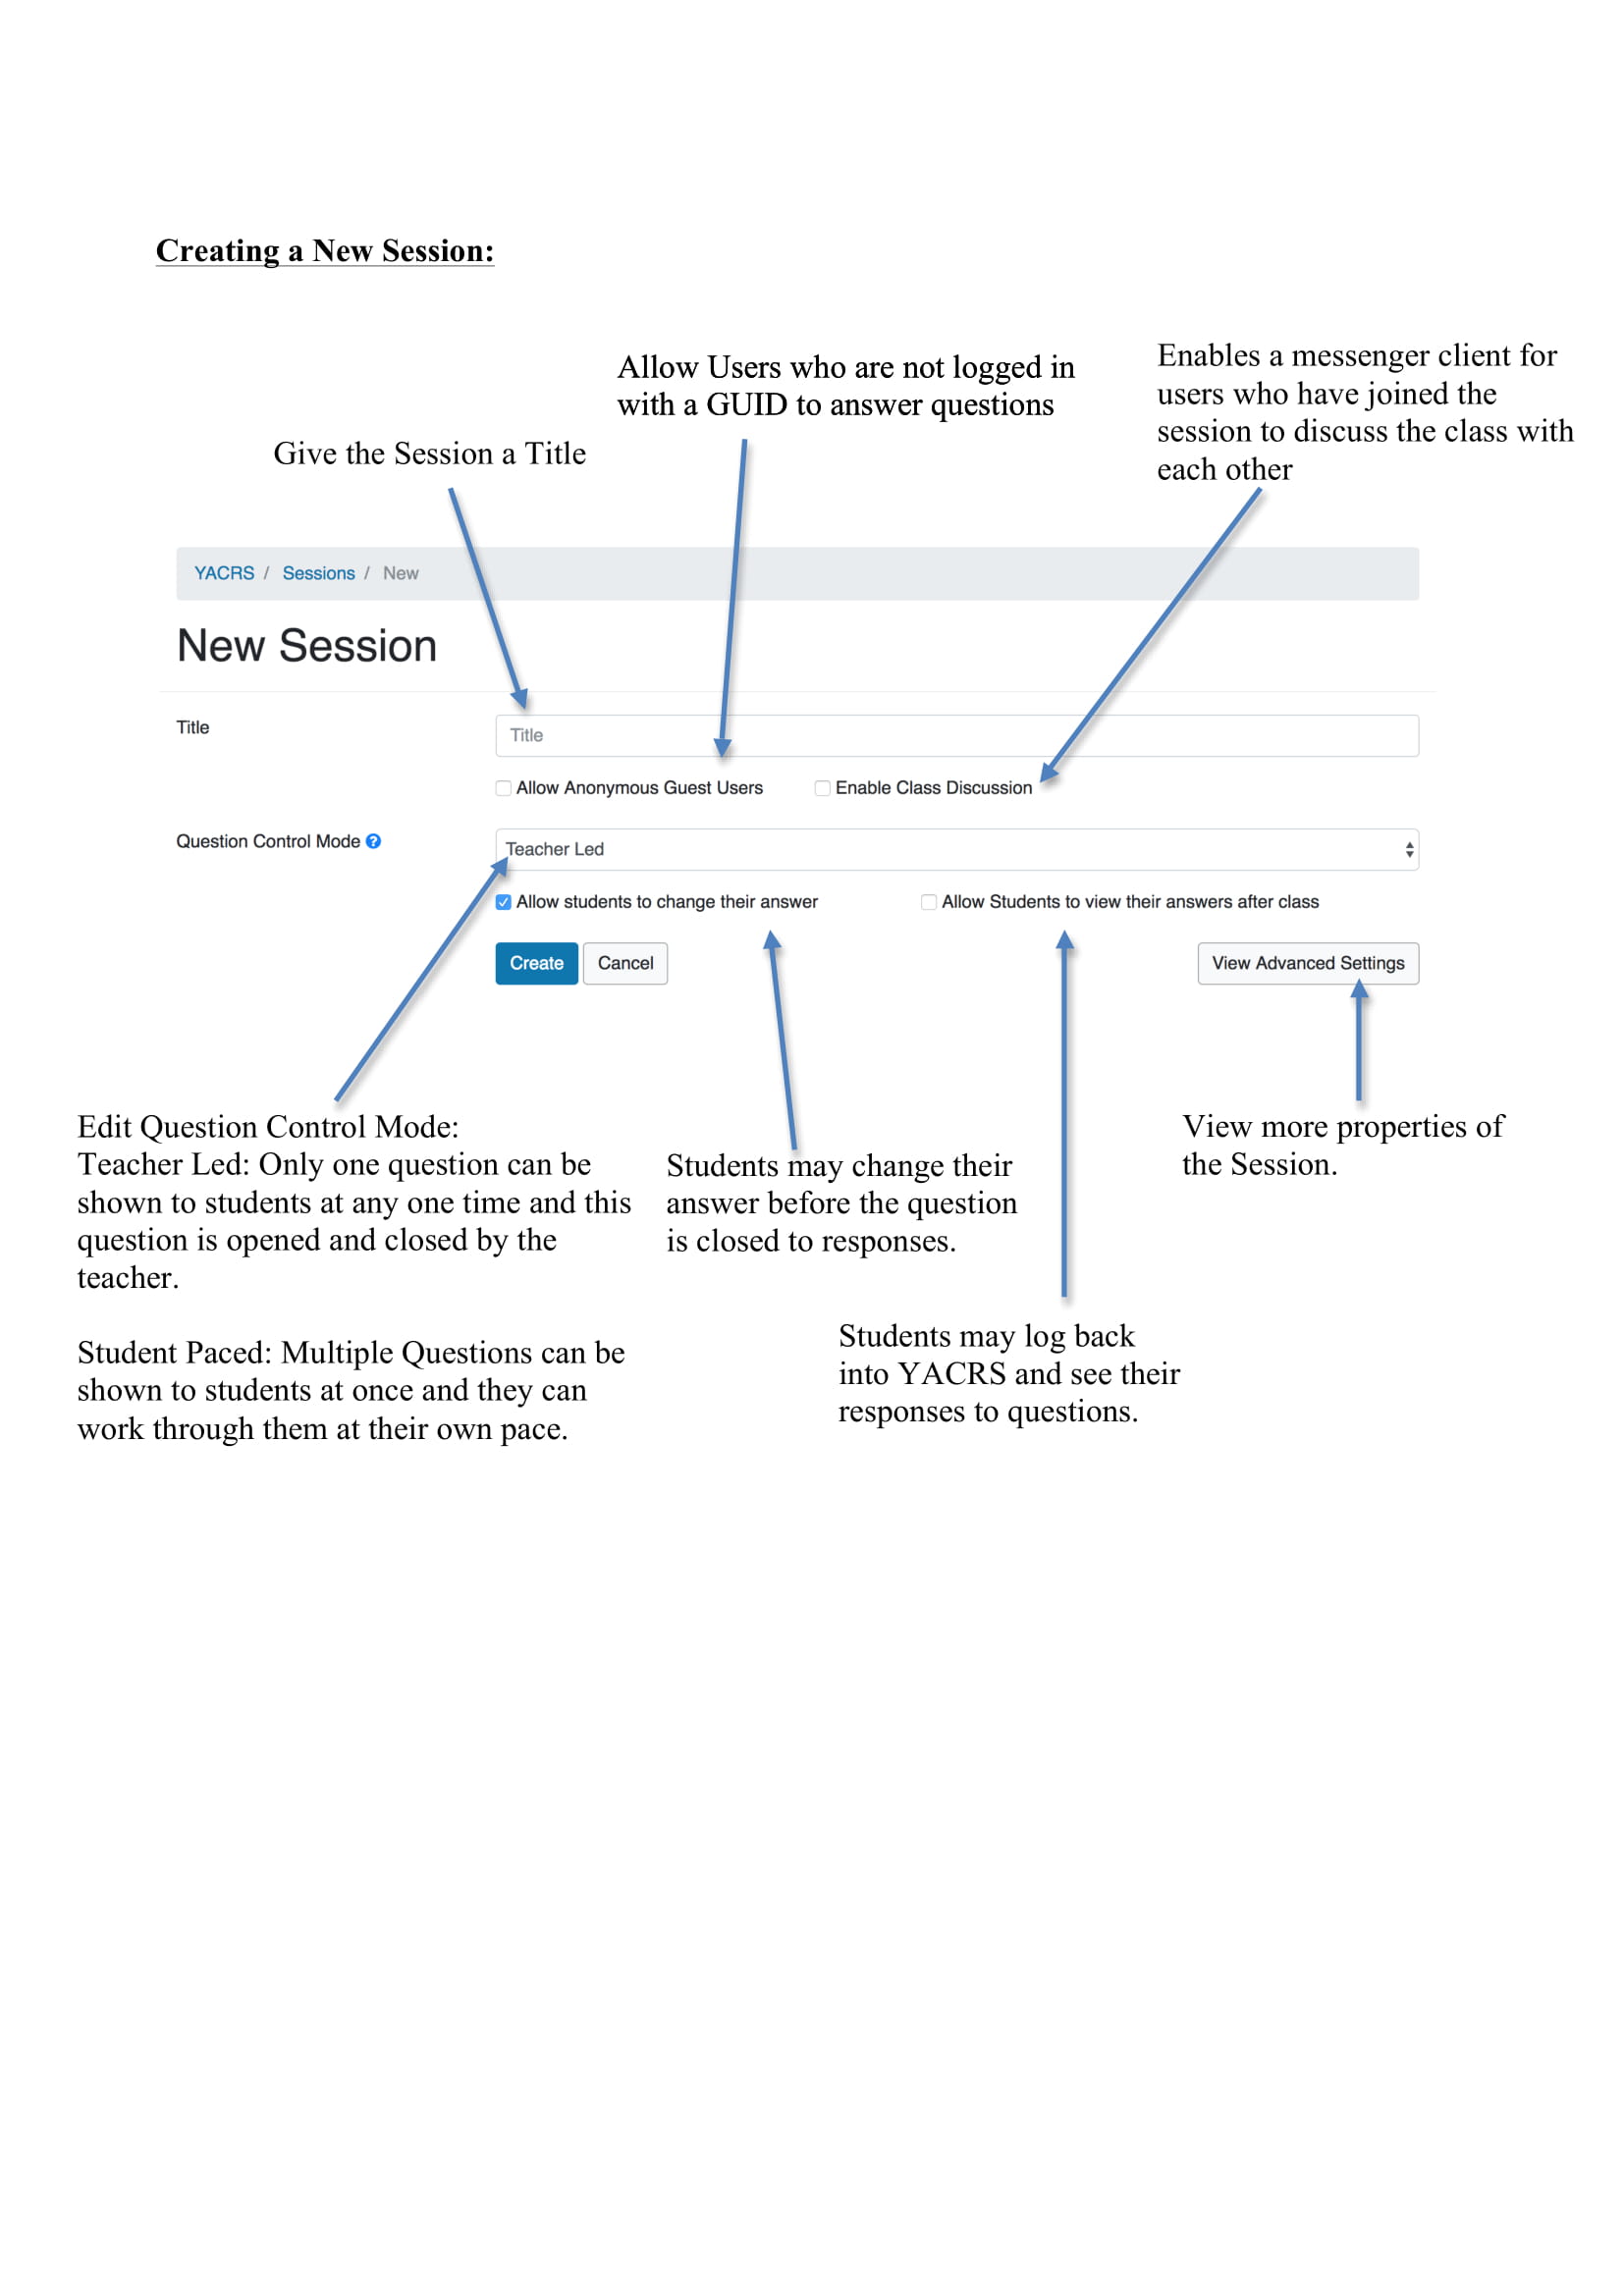 Creating a New Session:
Allow Users who are not logged in
with a GUID to answer questions
Enables a messenger client for
users who have joined the
session to discuss the class with
each other
Give the Session a Title
YACRS / Sessions / New
New Session
Title
Title
Allow Anonymous Guest Users
Enable Class Discussion
Question Control Mode ?
Teacher Led
Allow students to change their answer
Allow Students to view their answers after class
Create
Cancel
View Advanced Settings
Edit Question Control Mode:
Teacher Led: Only one question can be
shown to students at any one time and this
question is opened and closed by the
teacher.
Student Paced: Multiple Questions can be
shown to students at once and they can
work through them at their own pace.
Students may change their
answer before the question
is closed to responses.
Students may log back
into YACRS and see their
responses to questions.
View more properties of
the Session.